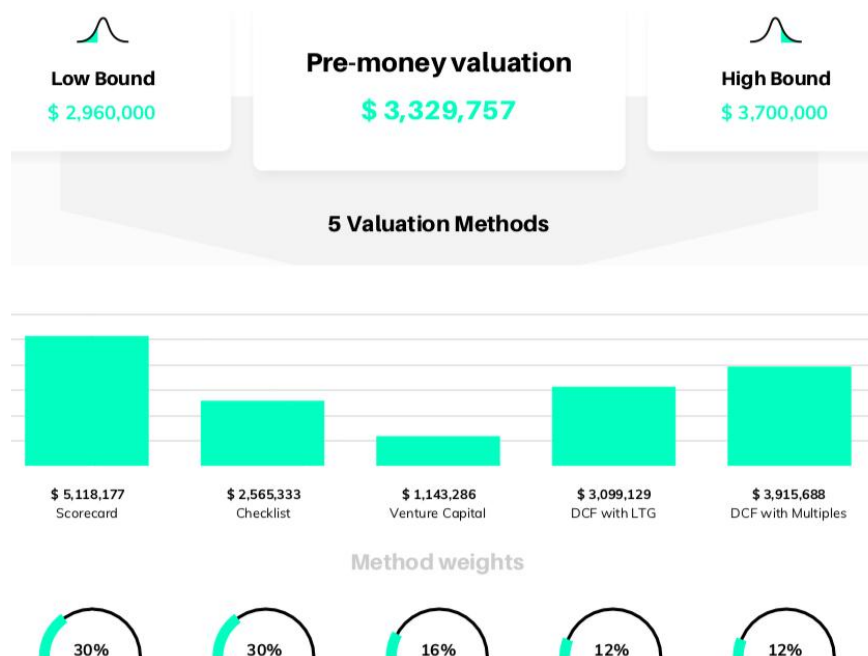 Low Bound
$ 2,960,000
Pre-money valuation
$ 3,329,757
High Bound
$ 3,700,000
5 Valuation Methods
$ 5,118,177
Scorecard
$ 2,565,333
Checklist
$ 1,143,286
Venture Capital
$ 3,099,129
DCF with LTG
$ 3,915,688
DCF with Multiples
Method weights
30%
30%
16%
12%
12%